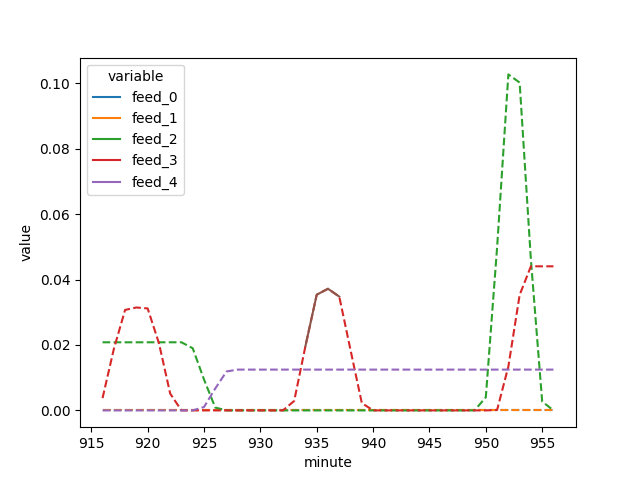 variable
feed_0
feed_1
feed_2
feed_3
feed_4
0.10
0.08
0.06
0.04
0.02
0.00
value
915 920 925 930 935 940 945 950 955
minute